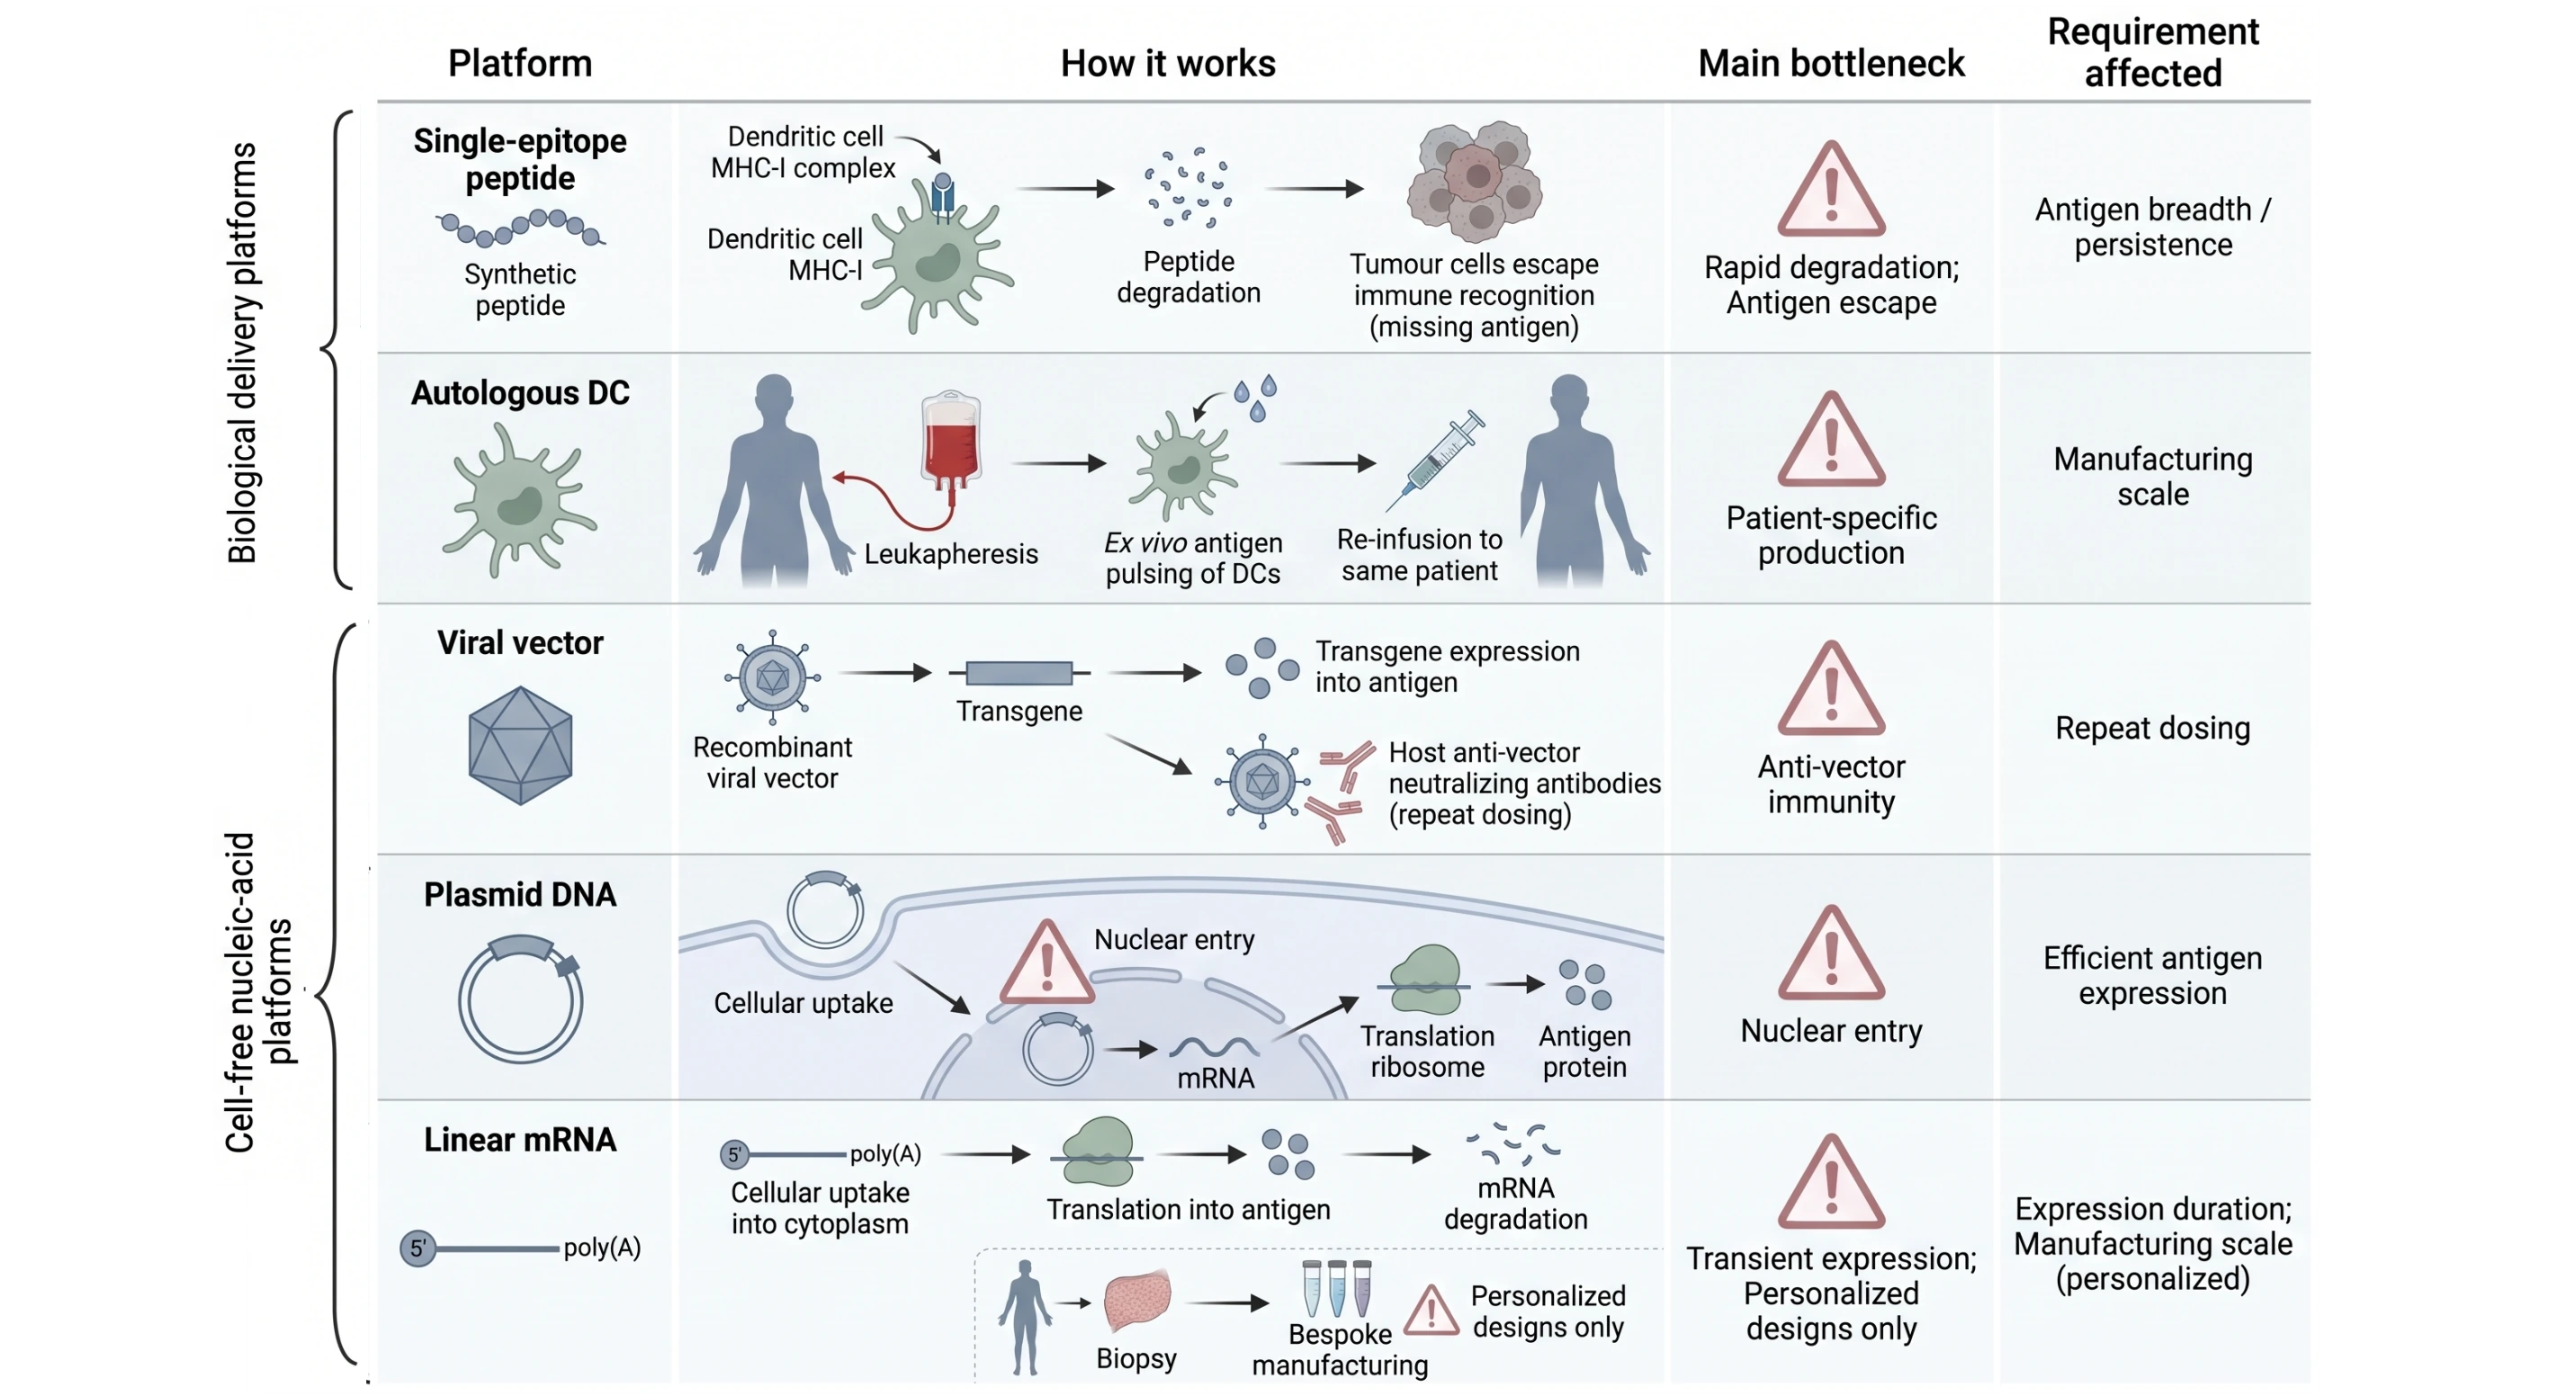 Platform
How it works
Main bottleneck
Requirement
affected
Biological delivery platforms
Single-epitope
peptide
Synthetic
peptide
Dendritic cell
MHC-I complex
Dendritic cell
MHC-I
Peptide
degradation
Tumour cells escape
immune recognition
(missing antigen)
Rapid degradation;
Antigen escape
Antigen breadth /
persistence
Autologous DC
Leukapheresis
Ex vivo antigen
pulsing of DCs
Re-infusion to
same patient
Patient-specific
production
Manufacturing
scale
Cell-free nucleic-acid
platforms
Viral vector
Recombinant
viral vector
Transgene
Transgene expression
into antigen
Host anti-vector
neutralizing antibodies
(repeat dosing)
Anti-vector
immunity
Repeat dosing
Plasmid DNA
Cellular uptake
Nuclear entry
mRNA
Translation
ribosome
Antigen
protein
Nuclear entry
Efficient antigen
expression
Linear mRNA
5' poly(A)
5' poly(A)
Cellular uptake
into cytoplasm
Translation into antigen
mRNA
degradation
Biopsy
Bespoke
manufacturing
Personalized
designs only
Transient expression;
Personalized
designs only
Expression duration;
Manufacturing scale
(personalized)